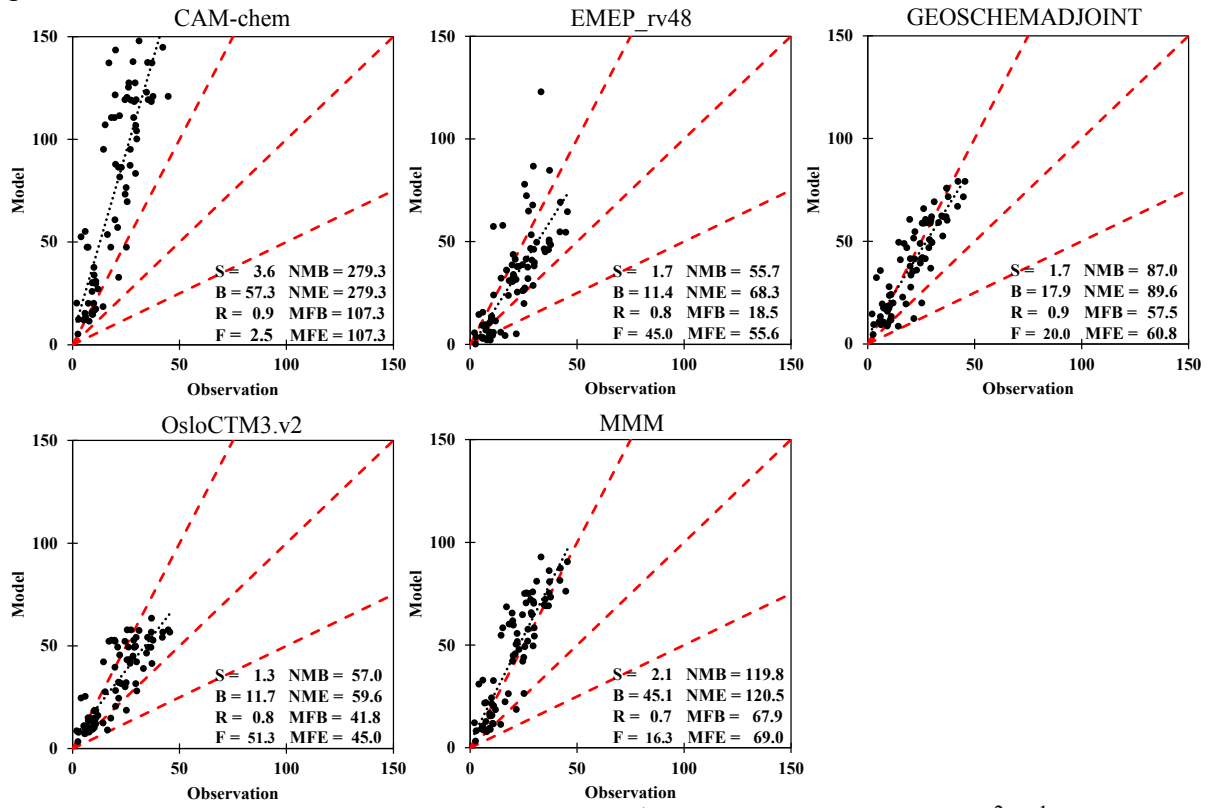 CAM-chem
150
100
50
0
Model
S = 3.6 NMB = 279.3
B = 57.3 NME = 279.3
R = 0.9 MFB = 107.3
F = 2.5 MFE = 107.3
0 50 100 150
Observation
EMEP_rv48
150
100
50
0
Model
S = 1.7 NMB = 55.7
B = 11.4 NME = 68.3
R = 0.8 MFB = 18.5
F = 45.0 MFE = 55.6
0 50 100 150
Observation
GEOSCHEMADJOINT
150
100
50
0
Model
S = 1.7 NMB = 87.0
B = 17.9 NME = 89.6
R = 0.9 MFB = 57.5
F = 20.0 MFE = 60.8
0 50 100 150
Observation
OsloCTM3.v2
150
100
50
0
Model
S = 1.3 NMB = 57.0
B = 11.7 NME = 59.6
R = 0.8 MFB = 41.8
F = 51.3 MFE = 45.0
0 50 100 150
Observation
MMM
150
100
50
0
Model
S = 2.1 NMB = 119.8
B = 45.1 NME = 120.5
R = 0.7 MFB = 67.9
F = 16.3 MFE = 69.0
0 50 100 150
Observation